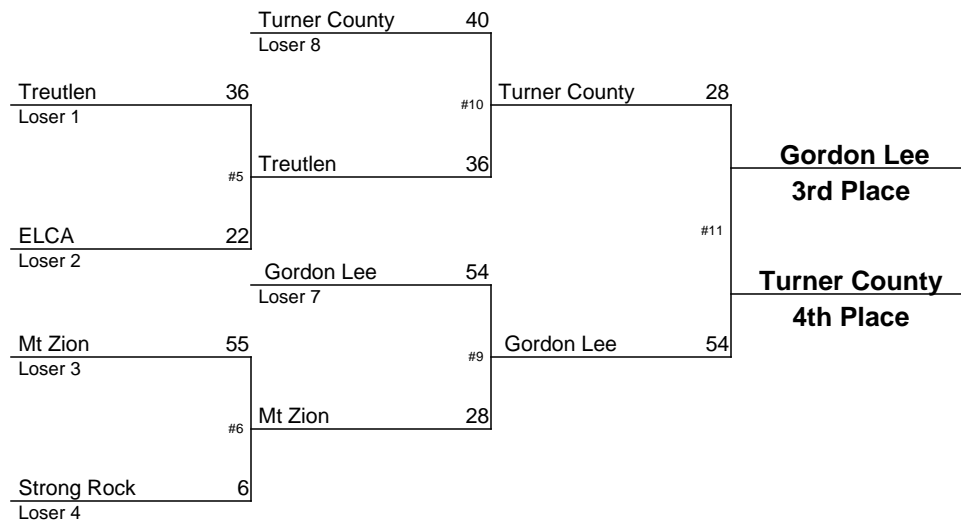 Turner County 40
Loser 8
Treutlen 36
Loser 1
#10
Turner County 28
Gordon Lee
3rd Place
Treutlen 36
#5
ELCA 22
Loser 2
#11
Gordon Lee 54
Loser 7
Turner County
4th Place
Mt Zion 55
Loser 3
#9
Gordon Lee 54
Mt Zion 28
#6
Strong Rock 6
Loser 4